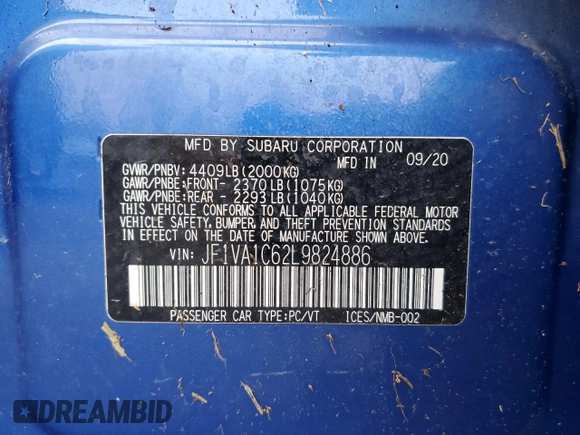 MFD BY SUBARU CORPORATION
MFD IN 09/20
GVWR/PNBV: 4409LB(2000KG)
GAWR/PNBE:FRONT- 2370LB(1075KG)
GAWR/PNBE:REAR - 2293LB(1040KG)
THIS VEHICLE CONFORMS TO ALL APPLICABLE FEDERAL MOTOR
VEHICLE SAFETY, BUMPER, AND THEFT PREVENTION STANDARDS
IN EFFECT ON THE DATE OF MANUFACTURE SHOWN ABOVE.
VIN: JF1VA1C62L9824886
PASSENGER CAR TYPE:PC/VT ICES/NMB-002
DREAMBID